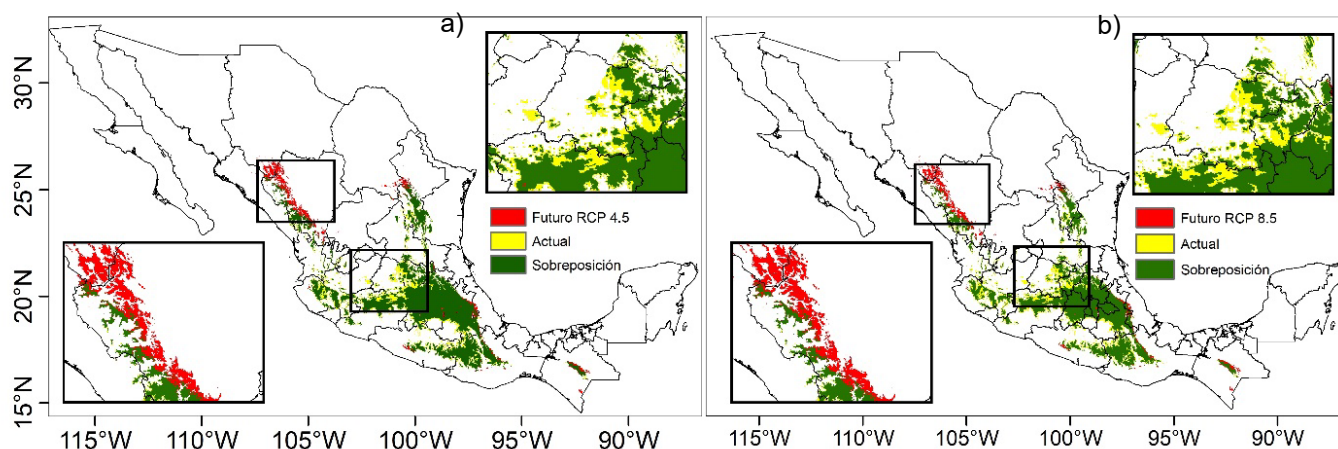 a)
b)
30°N
25°N
20°N
15°N
Futuro RCP 4.5
Actual
Sobreposición
Futuro RCP 8.5
Actual
Sobreposición
115°W 110°W 105°W 100°W 95°W 90°W
115°W 110°W 105°W 100°W 95°W 90°W